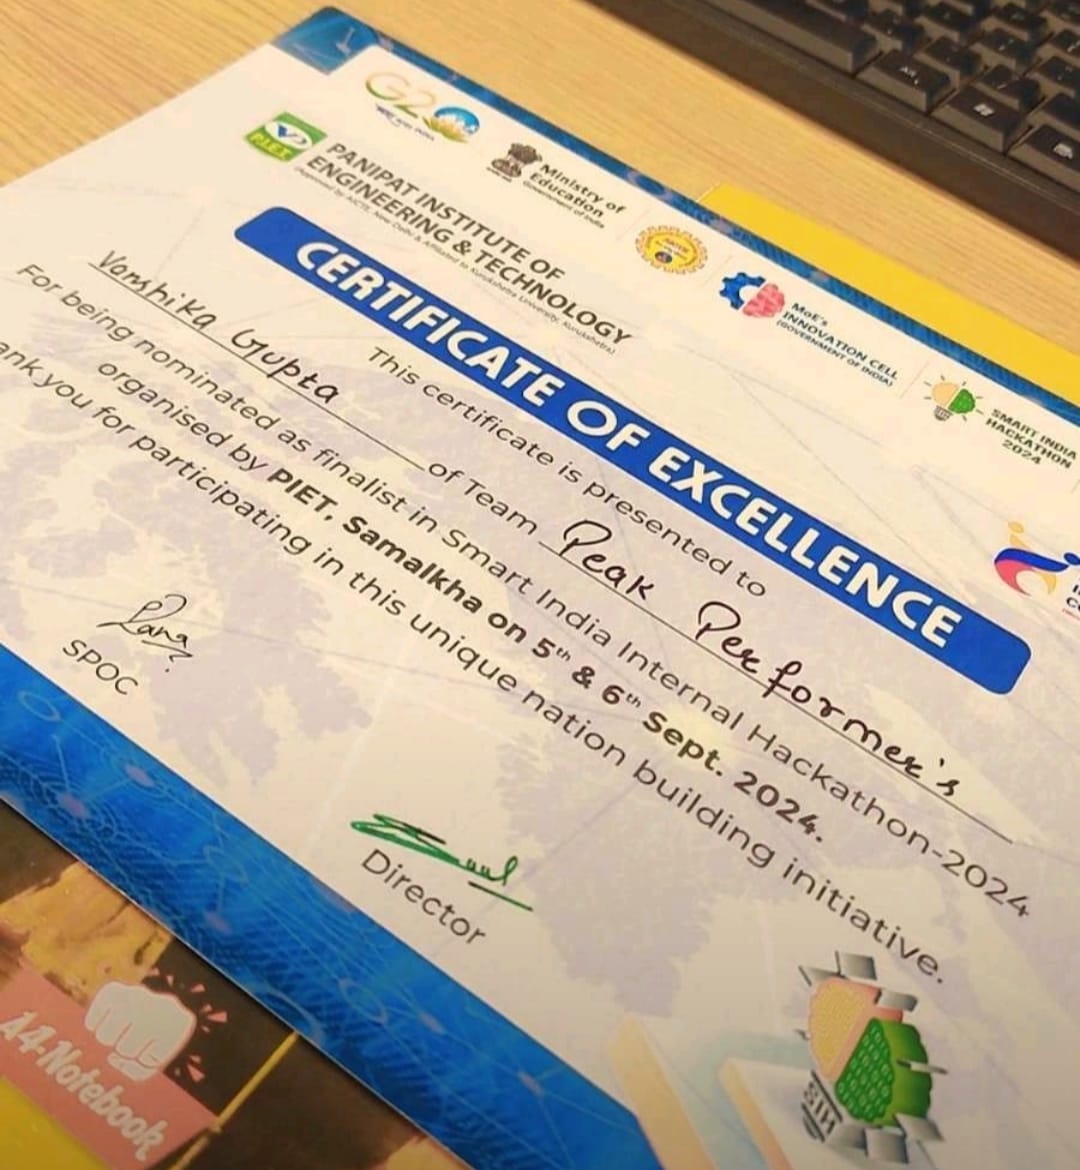 G20
Ministry of
Education
Government of India
MoE's
INNOVATION CELL
(GOVERNMENT OF INDIA)
SMART INDIA
HACKATHON
2024
PIET
PANIPAT INSTITUTE OF
ENGINEERING & TECHNOLOGY
(Approved by AICTE, New Delhi & Affiliated to Kurukshetra University, Kurukshetra)
CERTIFICATE OF EXCELLENCE
This certificate is presented to
Vanshika Gupta of Team Peak Performer's
For being nominated as finalist in Smart India Internal Hackathon-2024
organised by PIET, Samalkha on 5th & 6th Sept. 2024.
ank you for participating in this unique nation building initiative.
SPOC
Director
SIH
A4-Notebook